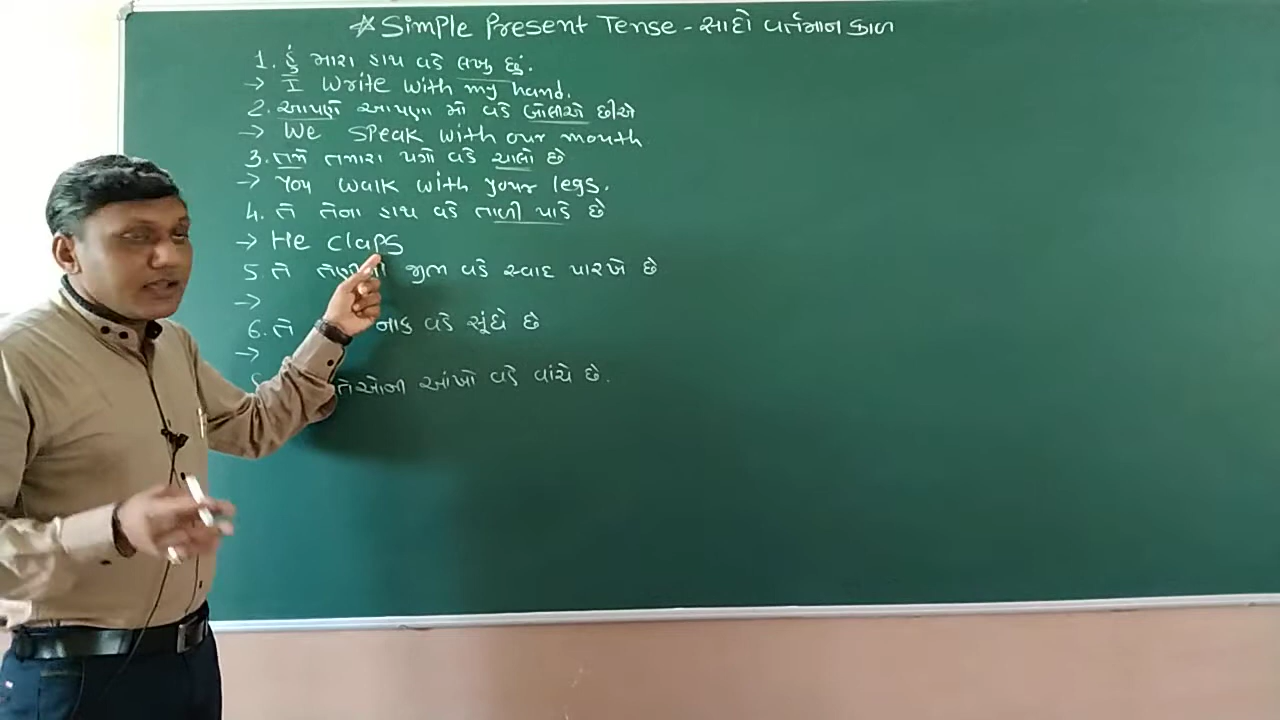 ☆ Simple Present Tense - સાદો વર્તમાન કાળ
1. હું મારા હાથ વડે લખુ છું.
→ I write with my hand.
2. આપણે આપણા મોં વડે બોલીએ છીએ
→ We speak with our mouth.
3. તમે તમારા પગો વડે ચાલો છે
→ You walk with your legs.
4. તે તેના હાથ વડે તાળી પાડે છે
→ He claps
5. તે જીભ વડે સ્વાદ પારખે છે
→
6. તે નાક વડે સૂંઘે છે
→
તેઓની આંખો વડે વાંચે છે.